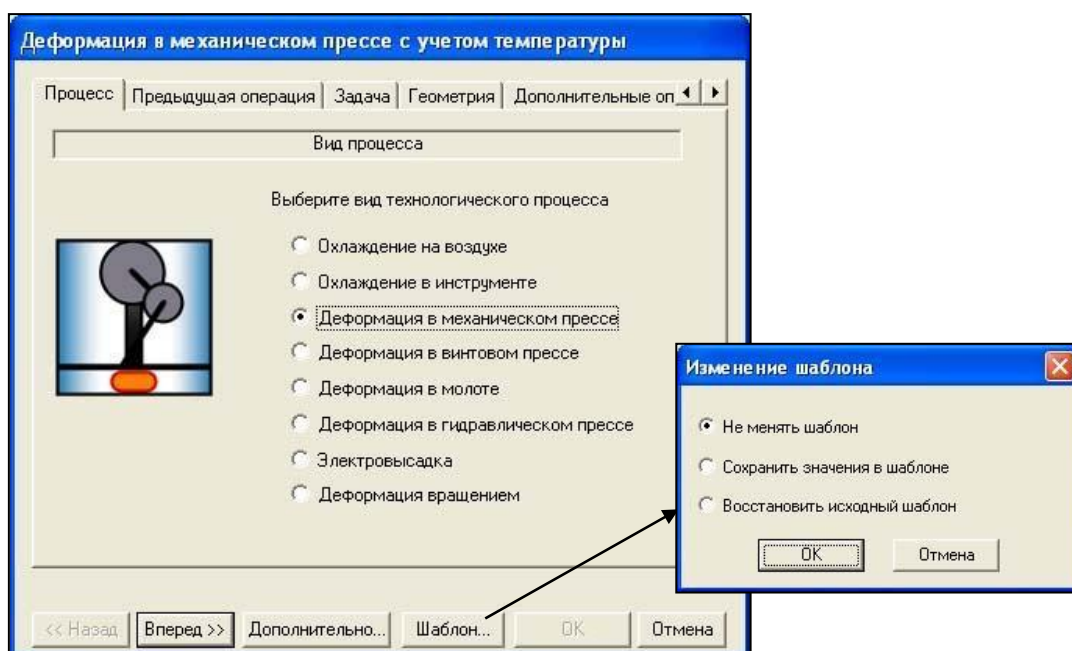 Деформация в механическом прессе с учетом температуры
Процесс
Предыдущая операция
Задача
Геометрия
Дополнительные оп
Вид процесса
Выберите вид технологического процесса
Охлаждение на воздухе
Охлаждение в инструменте
Деформация в механическом прессе
Деформация в винтовом прессе
Деформация в молоте
Деформация в гидравлическом прессе
Электровысадка
Деформация вращением
<< Назад
Вперед >>
Дополнительно...
Шаблон...
OK
Отмена
Изменение шаблона
Не менять шаблон
Сохранить значения в шаблоне
Восстановить исходный шаблон
OK
Отмена